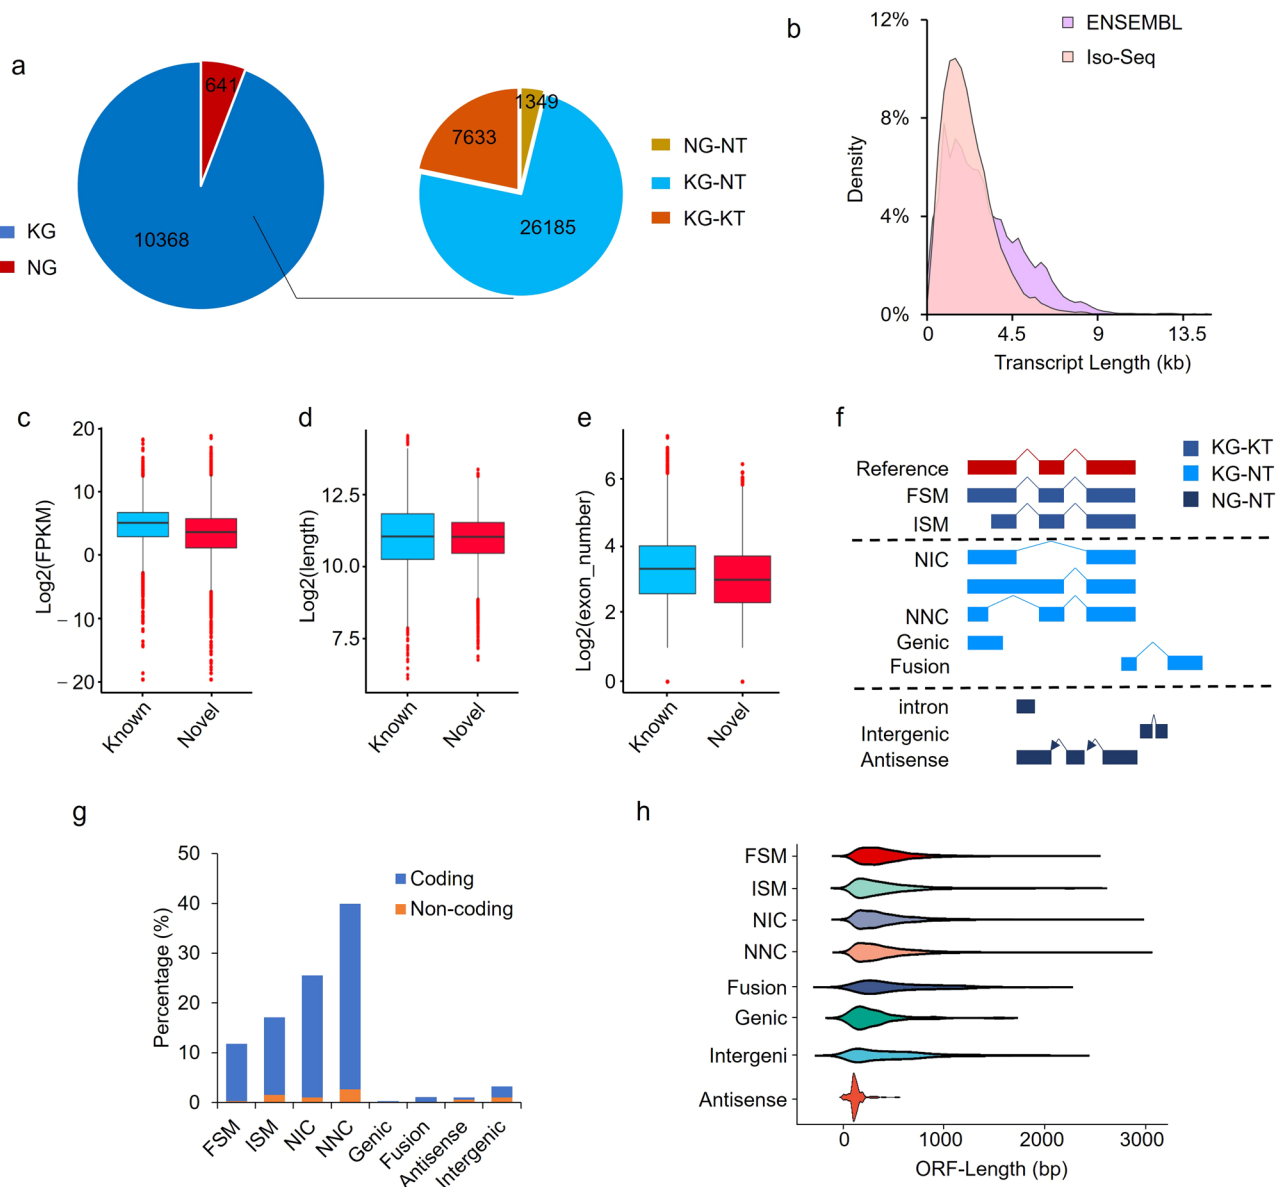 a
641
10368
KG
NG
1349
7633
26185
NG-NT
KG-NT
KG-KT
b
12%
8%
4%
0%
Density
ENSEMBL
Iso-Seq
0
4.5
9
13.5
Transcript Length (kb)
c
20
10
0
−10
−20
Log2(FPKM)
Known
Novel
d
12.5
10.0
7.5
Log2(length)
Known
Novel
e
6
4
2
0
Log2(exon_number)
Known
Novel
f
KG-KT
KG-NT
NG-NT
Reference
FSM
ISM
NIC
NNC
Genic
Fusion
intron
Intergenic
Antisense
g
50
40
30
20
10
0
Percentage (%)
Coding
Non-coding
FSM
ISM
NIC
NNC
Genic
Fusion
Antisense
Intergenic
h
FSM
ISM
NIC
NNC
Fusion
Genic
Intergeni
Antisense
0
1000
2000
3000
ORF-Length (bp)